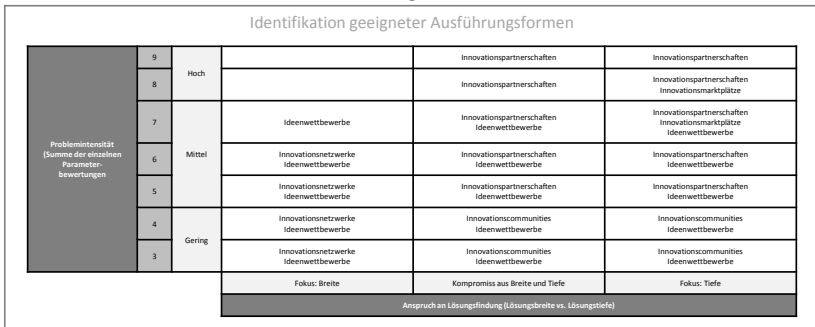 Identifikation geeigneter Ausführungsformen
Problemintensität
(Summe der einzelnen
Parameter-
bewertungen
9
Hoch
Innovationspartnerschaften
Innovationspartnerschaften
8
Innovationspartnerschaften
Innovationspartnerschaften
Innovationsmarktplätze
7
Mittel
Ideenwettbewerbe
Innovationspartnerschaften
Ideenwettbewerbe
Innovationspartnerschaften
Innovationsmarktplätze
Ideenwettbewerbe
6
Innovationsnetzwerke
Ideenwettbewerbe
Innovationspartnerschaften
Ideenwettbewerbe
Innovationspartnerschaften
Ideenwettbewerbe
5
Innovationsnetzwerke
Ideenwettbewerbe
Innovationspartnerschaften
Ideenwettbewerbe
Innovationspartnerschaften
Ideenwettbewerbe
4
Gering
Innovationsnetzwerke
Ideenwettbewerbe
Innovationscommunities
Ideenwettbewerbe
Innovationscommunities
Ideenwettbewerbe
3
Innovationsnetzwerke
Ideenwettbewerbe
Innovationscommunities
Ideenwettbewerbe
Innovationscommunities
Ideenwettbewerbe
Fokus: Breite
Kompromiss aus Breite und Tiefe
Fokus: Tiefe
Anspruch an Lösungsfindung (Lösungsbreite vs. Lösungstiefe)